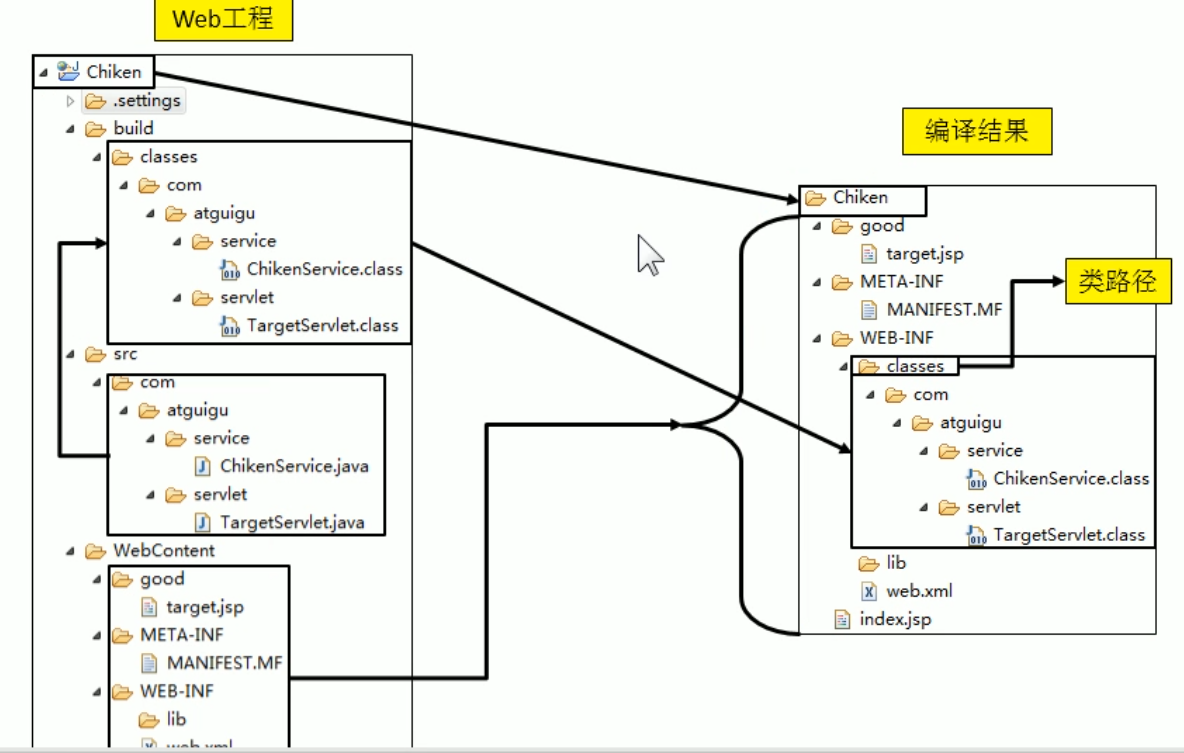 Web工程
Chiken
.settings
build
classes
com
atguigu
service
ChikenService.class
servlet
TargetServlet.class
src
com
atguigu
service
ChikenService.java
servlet
TargetServlet.java
WebContent
good
target.jsp
META-INF
MANIFEST.MF
WEB-INF
lib
web.xml
编译结果
Chiken
good
target.jsp
META-INF
MANIFEST.MF
类路径
WEB-INF
classes
com
atguigu
service
ChikenService.class
servlet
TargetServlet.class
lib
web.xml
index.jsp